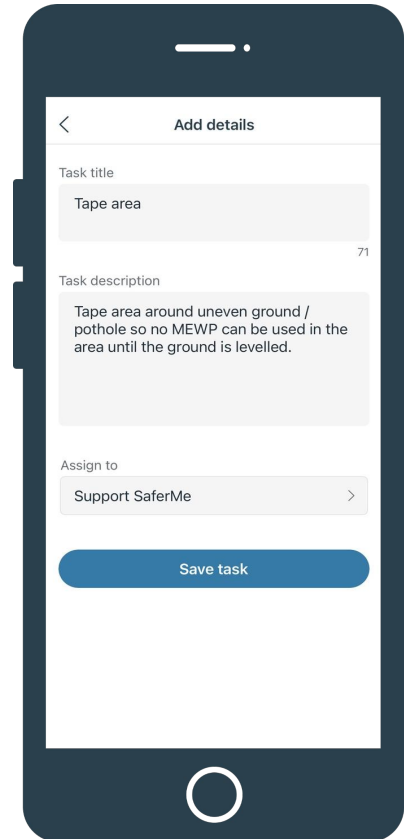 Add details
Task title
Tape area
71
Task description
Tape area around uneven ground /
pothole so no MEWP can be used in the
area until the ground is levelled.
Assign to
Support SaferMe
Save task